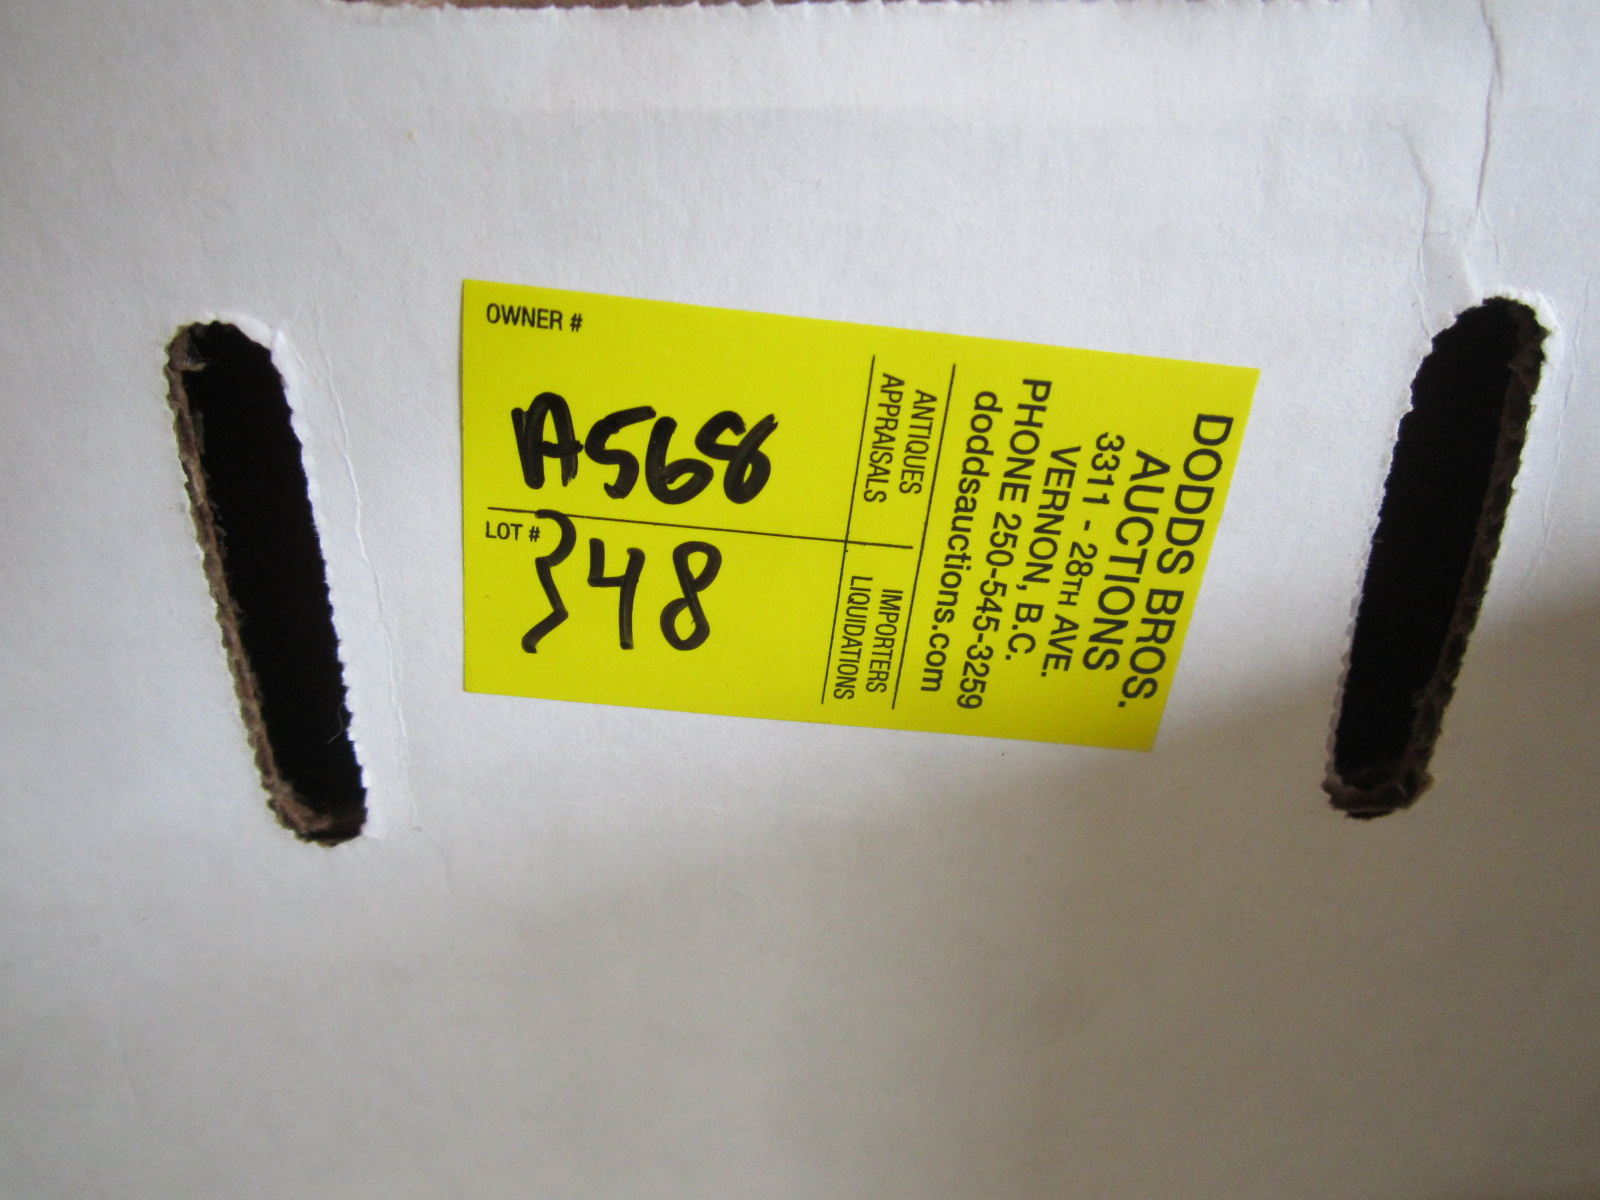 OWNER #
A568
LOT #
348
DODDS BROS.
AUCTIONS
3311 - 28TH AVE.
VERNON, B.C.
PHONE 250-545-3259
doddsauctions.com
ANTIQUES
APPRAISALS
IMPORTERS
LIQUIDATIONS